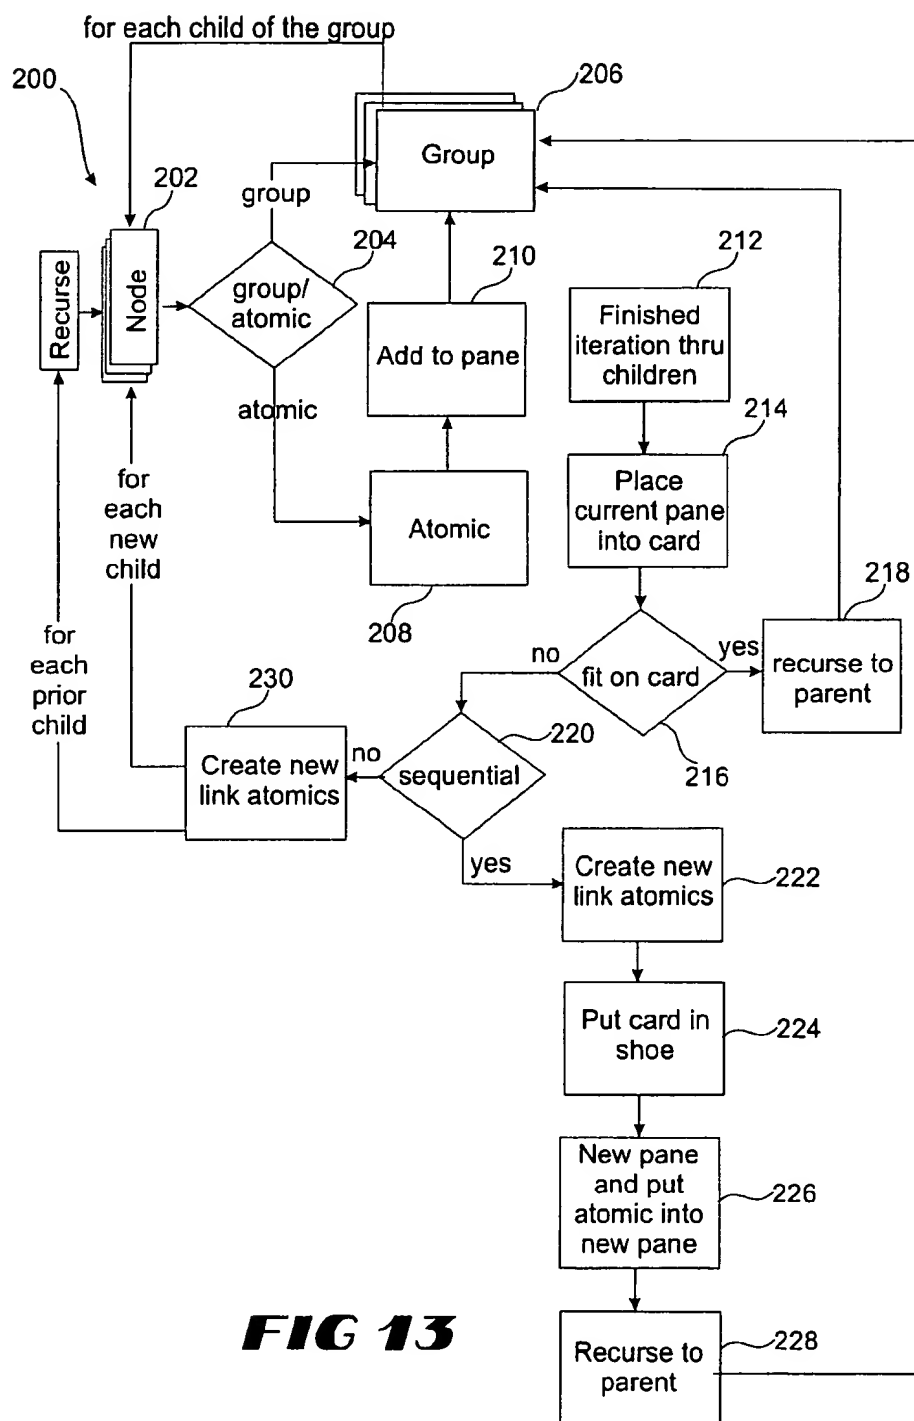 for each child of the group
200
206
Group
202
group
204
Recurse
Node
group/
atomic
210
212
Add to pane
Finished
iteration thru
children
atomic
214
for
each
new
child
Atomic
Place
current pane
into card
208
218
for
each
prior
child
no
fit on card
yes
recurse to
parent
230
220
216
Create new
link atomics
no
sequential
yes
Create new
link atomics
222
Put card in
shoe
224
New pane
and put
atomic into
new pane
226
FIG 13
Recurse to
parent
228